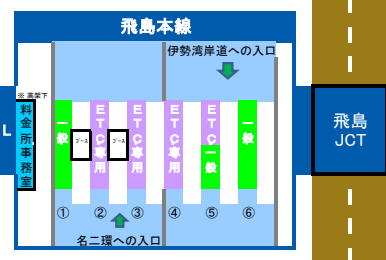 飛島本線
伊勢湾岸道への入口
※ 高架下
料金所事務室
L
一般
ブース
ETC専用
ブース
ETC専用
ETC専用
ETC一般
一般
飛島
JCT
① ② ③ ④ ⑤ ⑥
名二環への入口